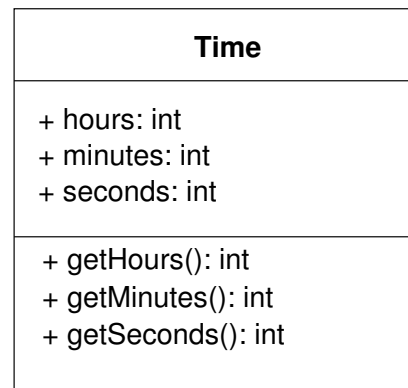 Time
+ hours: int
+ minutes: int
+ seconds: int
+ getHours(): int
+ getMinutes(): int
+ getSeconds(): int